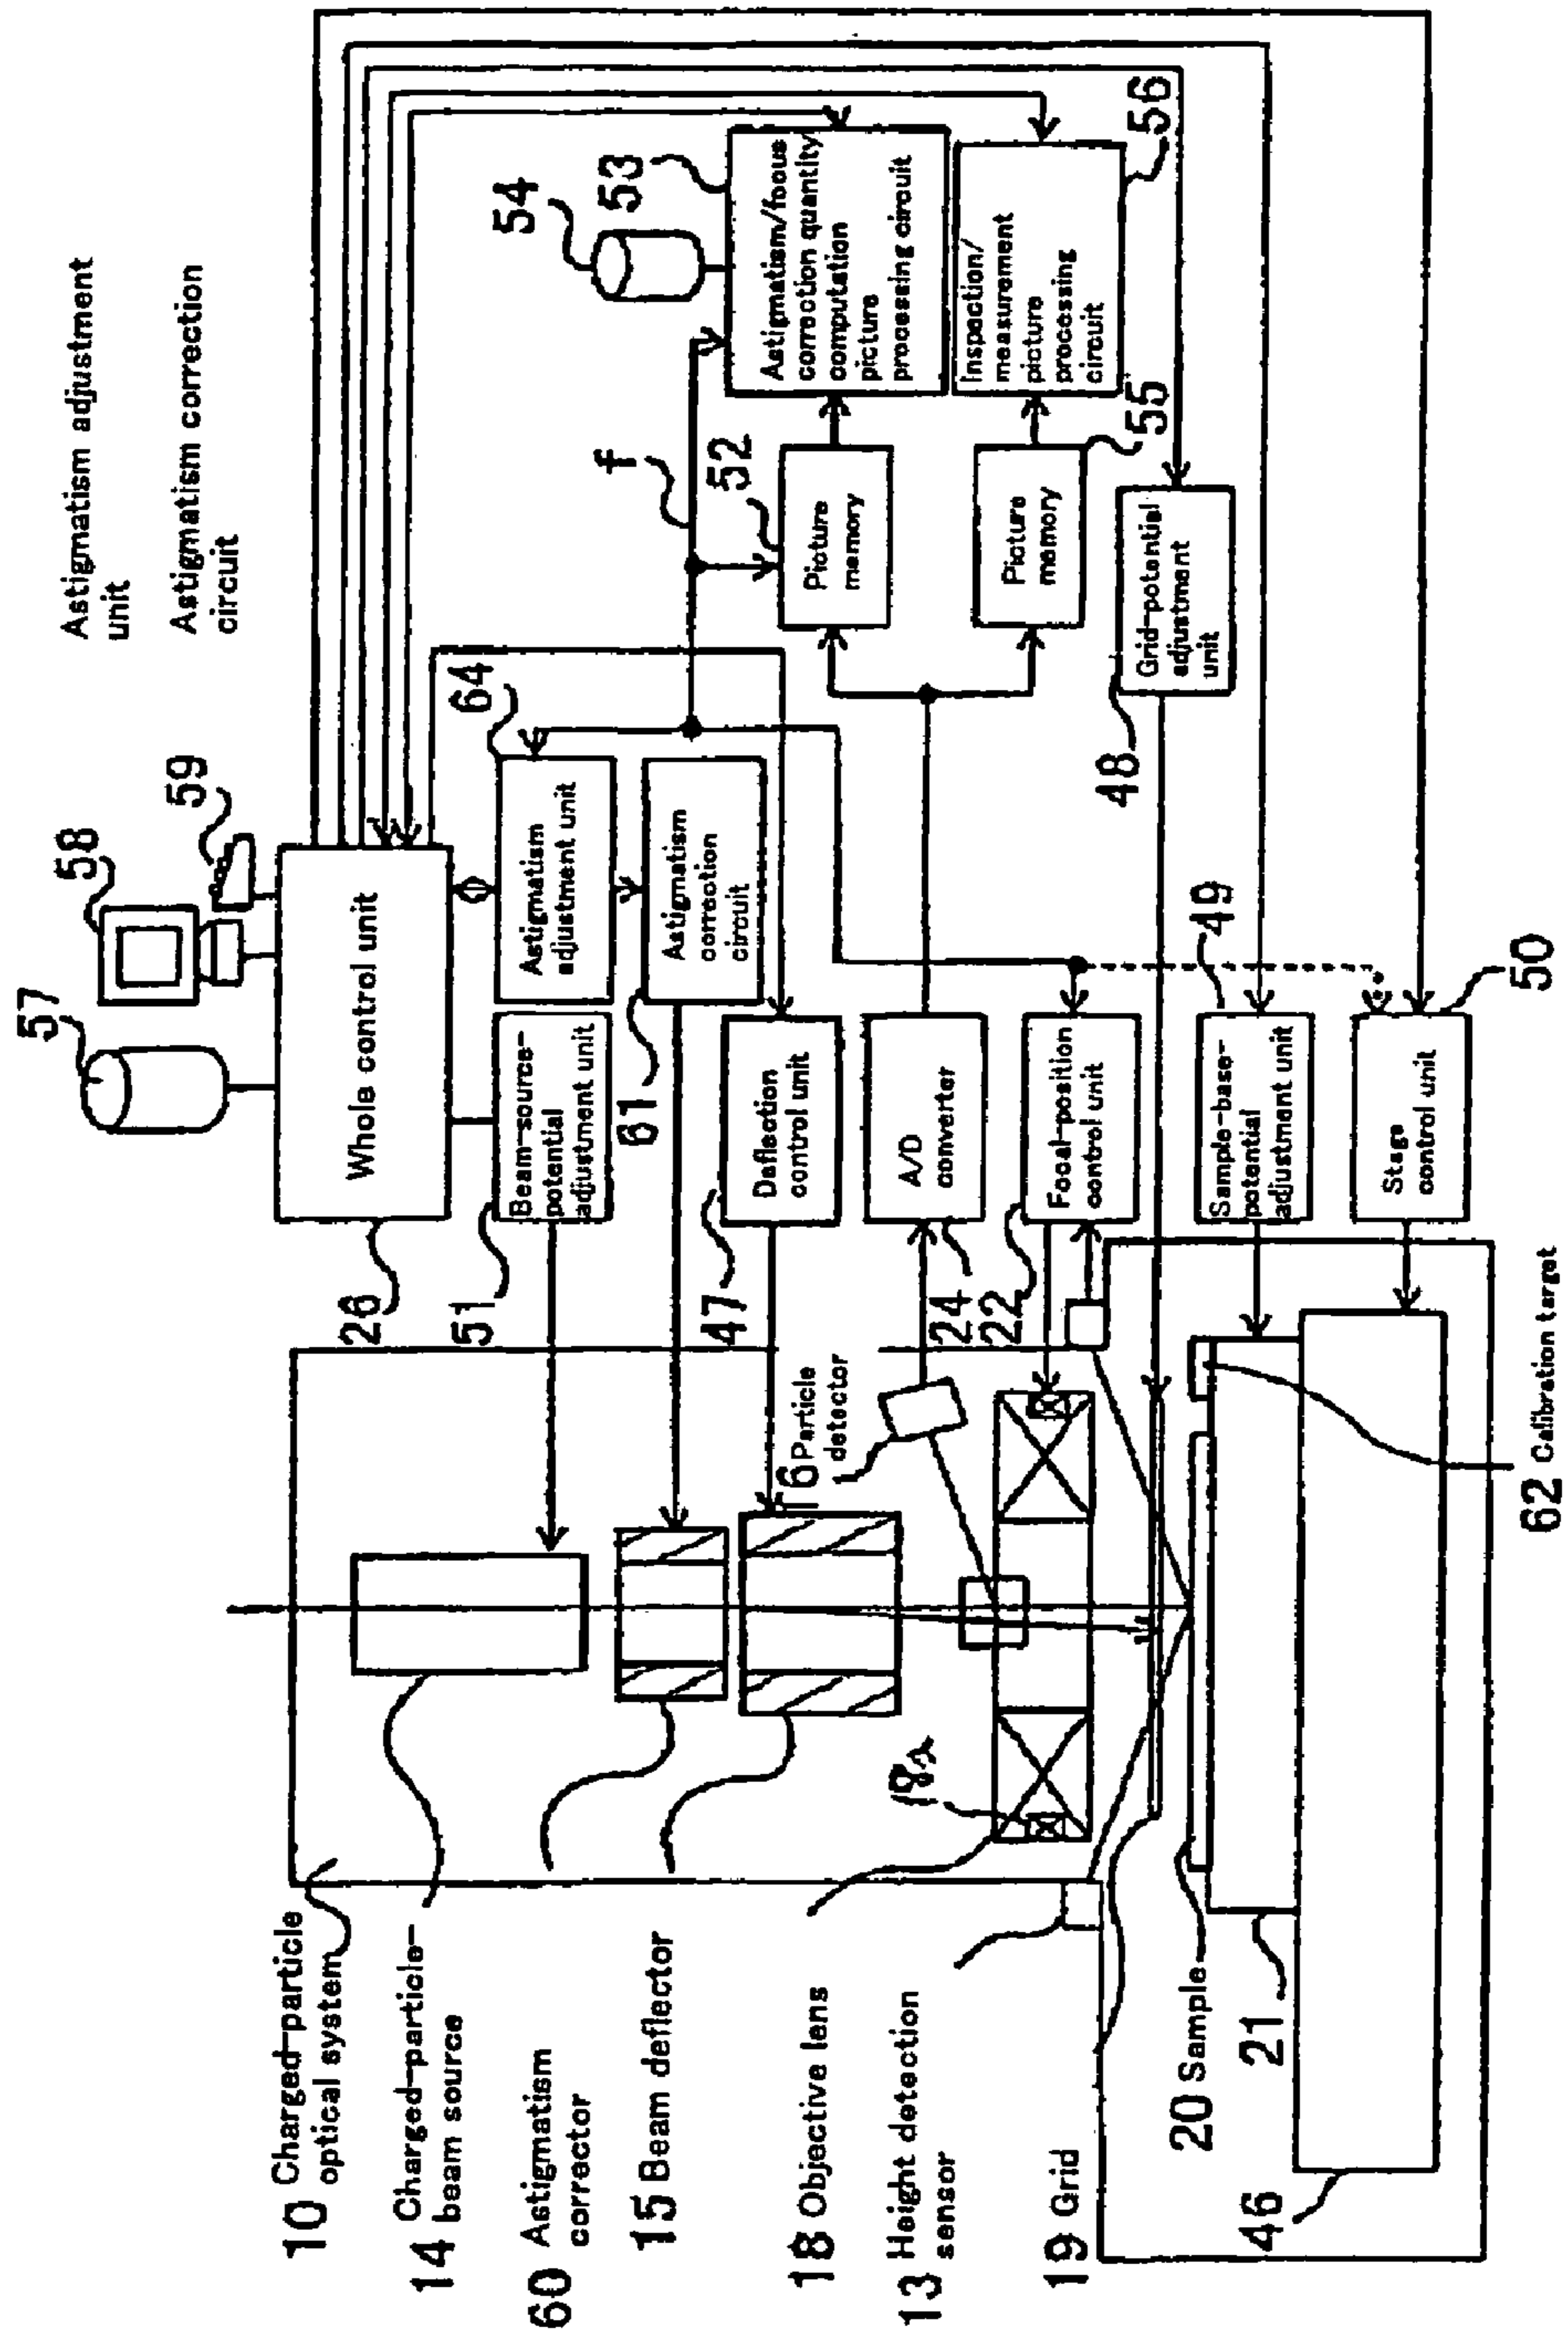 Astigmatism adjustment
unit
Astigmatism correction
circuit
57
58
59
26
Whole control unit
54
53
64
51
Beam-source-
potential
adjustment unit
Astigmatism
adjustment unit
61
Astigmatism
correction
circuit
f
52
Astigmatism/focus
correction quantity
computation
picture
processing circuit
Picture
memory
Inspection/
measurement
picture
processing
circuit
56
55
Picture
memory
47
Deflection
control unit
24
A/D
converter
22
Focal-position
control unit
48
Grid-potential
adjustment
unit
49
Sample-base-
potential
adjustment unit
50
Stage
control unit
10 Charged-particle
optical system
14 Charged-particle-
beam source
60 Astigmatism
corrector
15 Beam deflector
16 Particle
detector
18 Objective lens
18a
13 Height detection
sensor
19 Grid
20 Sample
21
46
62 Calibration target